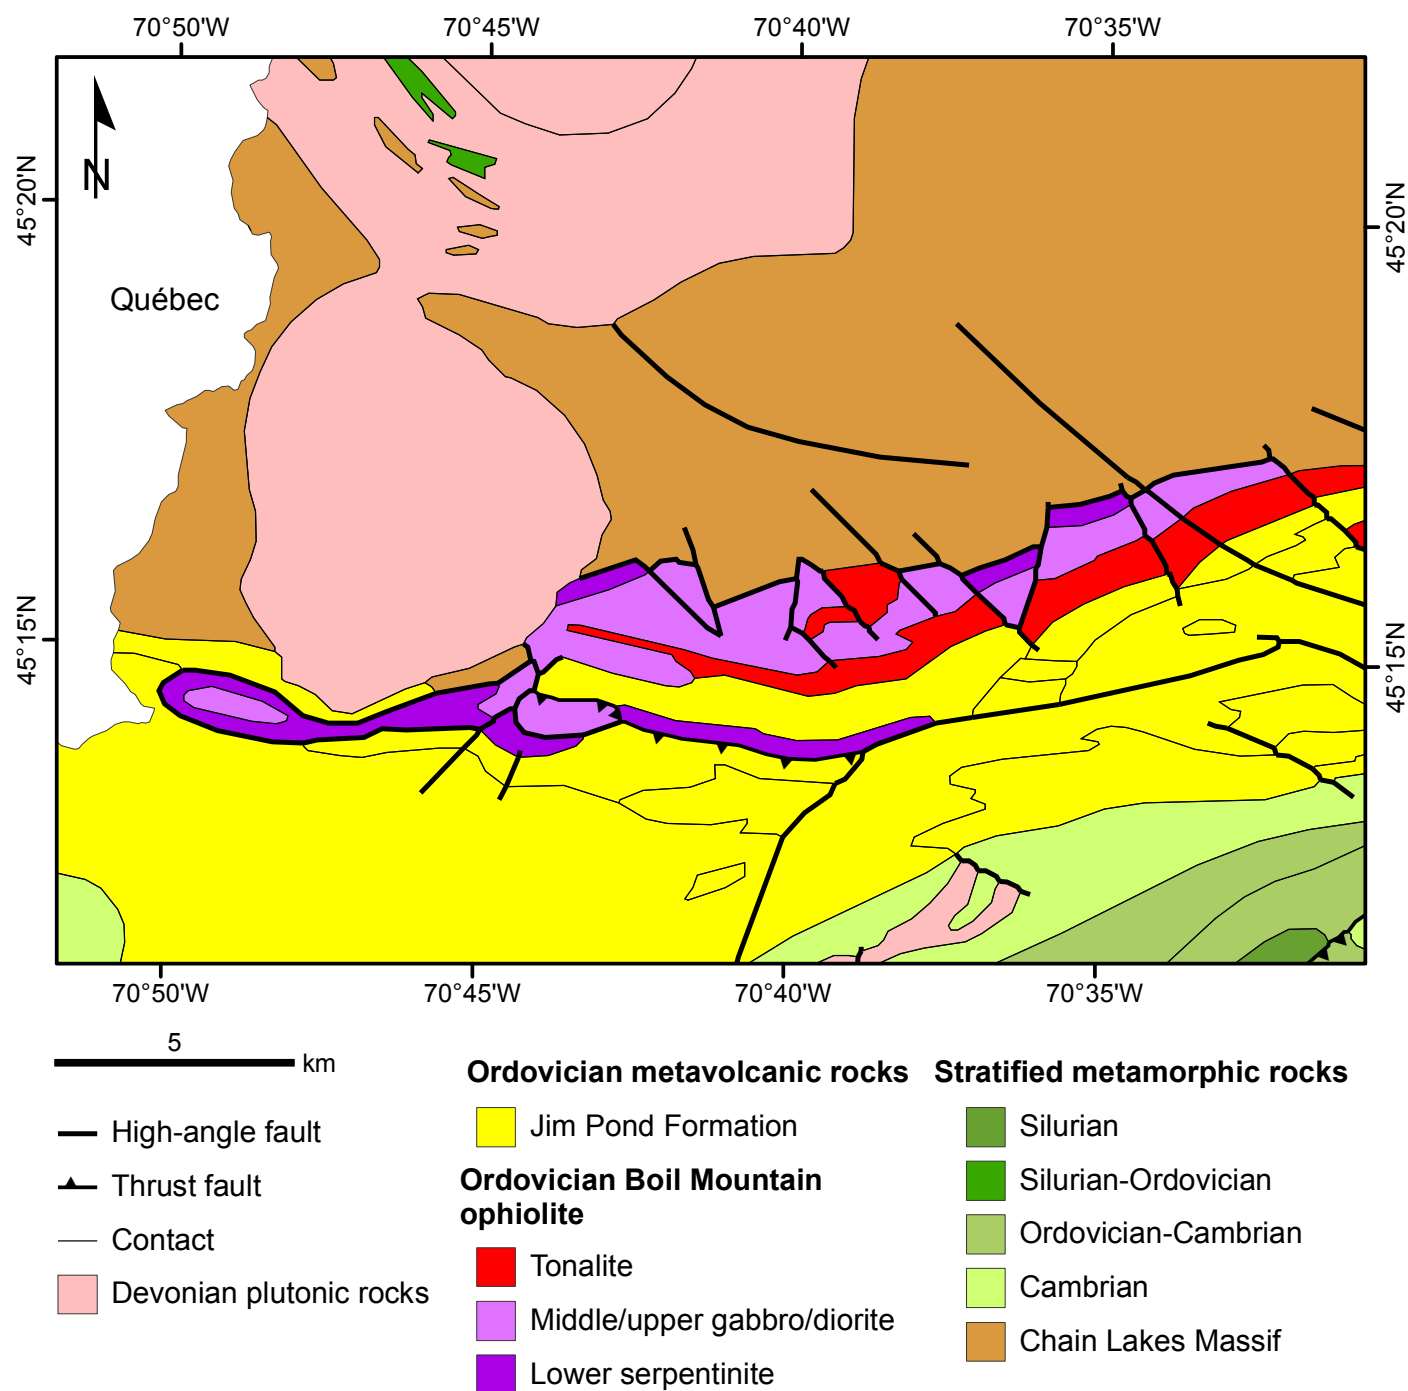 70°50'W 70°45'W 70°40'W 70°35'W
N
45°20'N
45°20'N
Québec
45°15'N
45°15'N
70°50'W 70°45'W 70°40'W 70°35'W
5
km
High-angle fault
Thrust fault
Contact
Devonian plutonic rocks
Ordovician metavolcanic rocks
Jim Pond Formation
Ordovician Boil Mountain
ophiolite
Tonalite
Middle/upper gabbro/diorite
Lower serpentinite
Stratified metamorphic rocks
Silurian
Silurian-Ordovician
Ordovician-Cambrian
Cambrian
Chain Lakes Massif